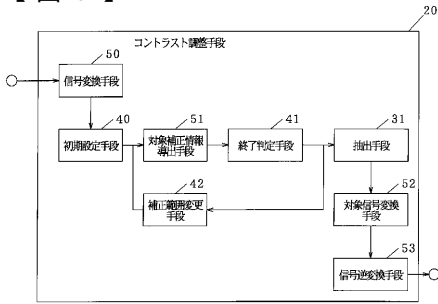 20
コントラスト調整手段
50
信号変換手段
40
初期設定手段
51
対象補正情報
導出手段
41
終了判定手段
31
抽出手段
42
補正範囲変更
手段
52
対象信号変換
手段
53
信号逆変換手段